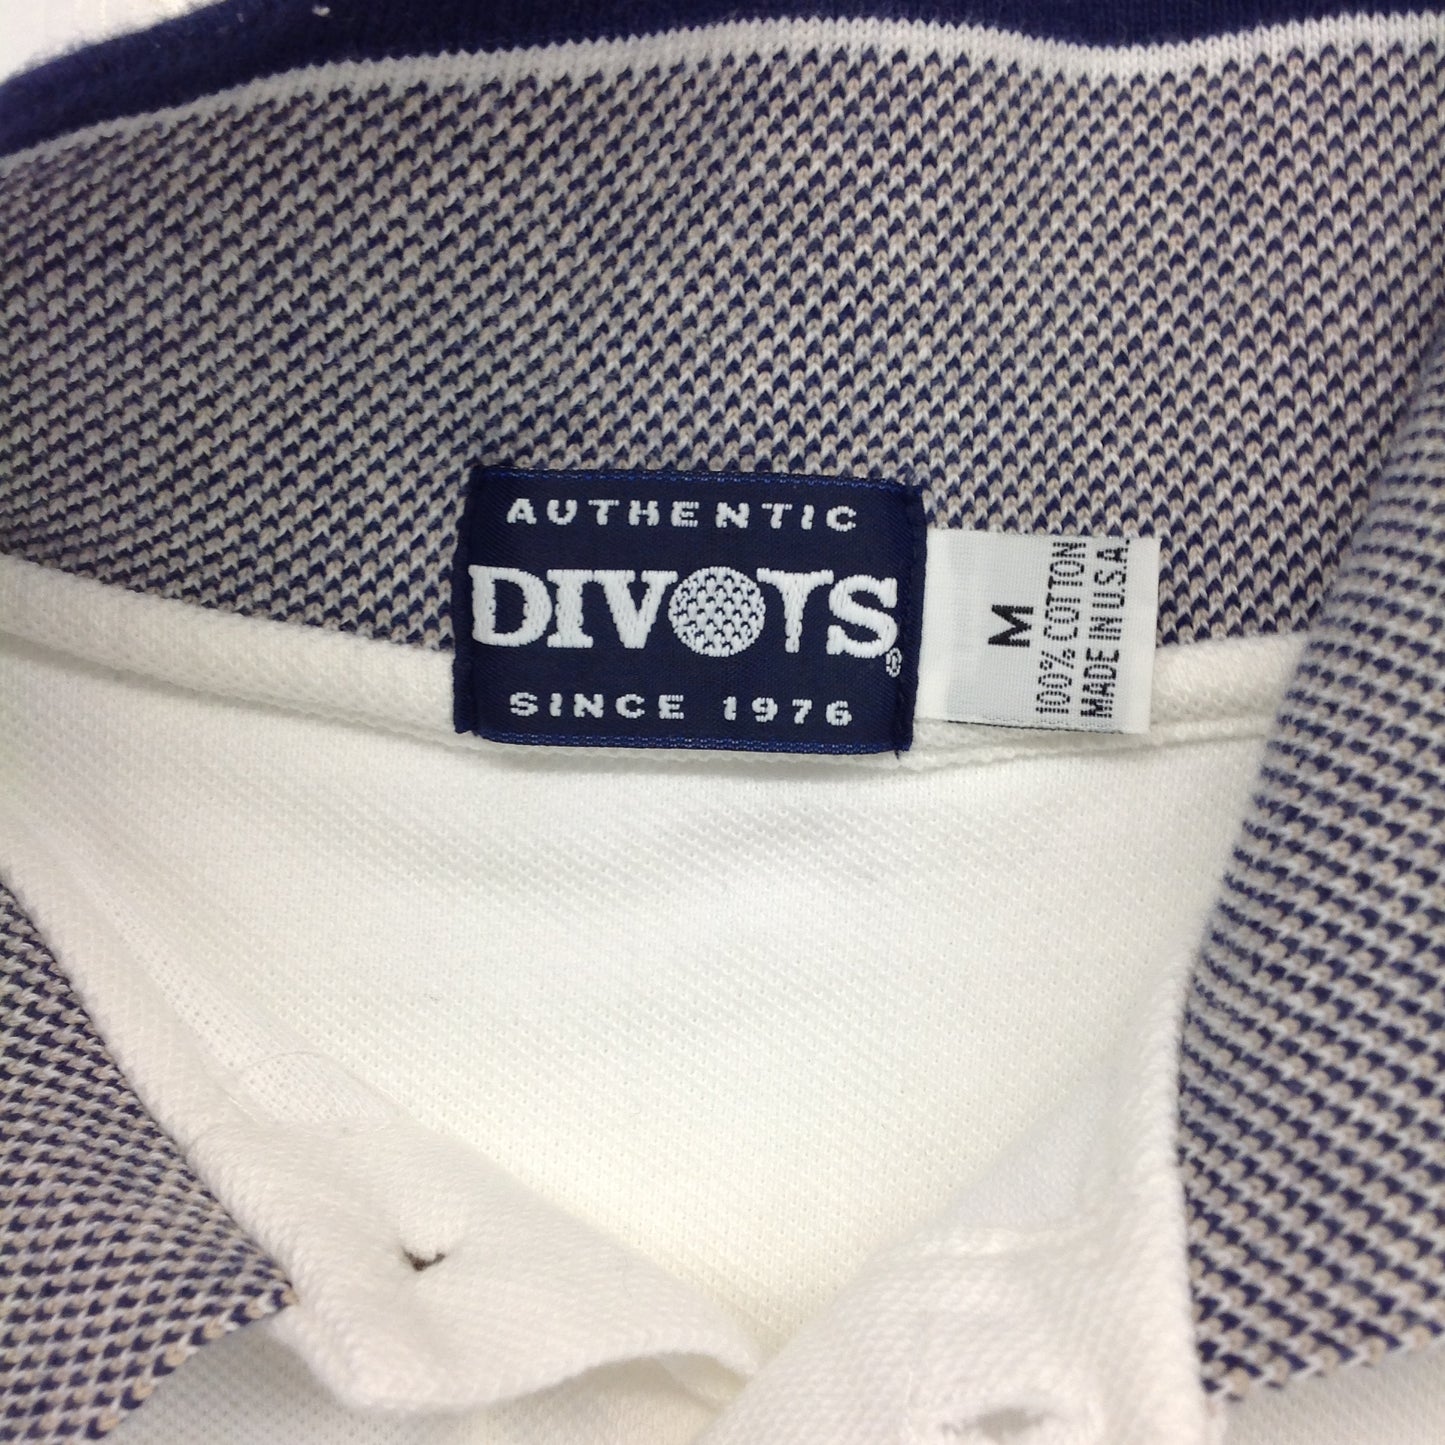 AUTHENTIC
DIVOTS®
SINCE 1976
M
100% COTTON
MADE IN U.S.A.